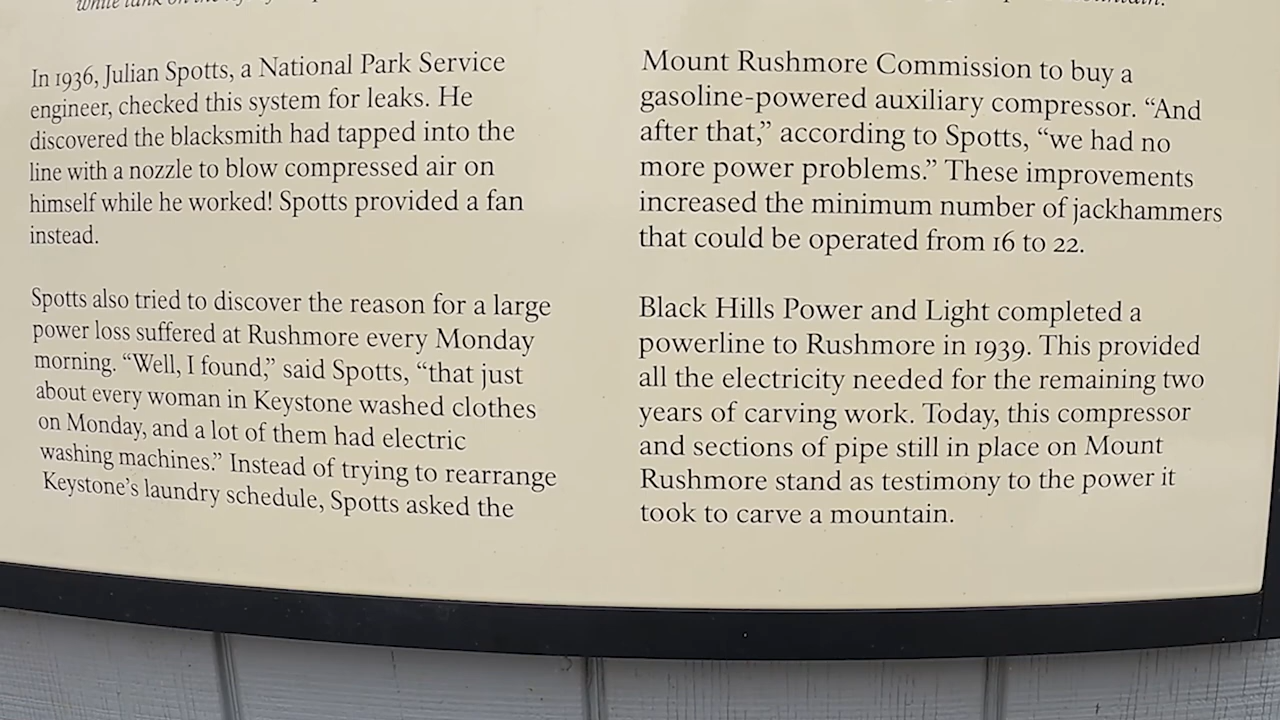 while tank on the
In 1936, Julian Spotts, a National Park Service
engineer, checked this system for leaks. He
discovered the blacksmith had tapped into the
line with a nozzle to blow compressed air on
himself while he worked! Spotts provided a fan
instead.
Spotts also tried to discover the reason for a large
power loss suffered at Rushmore every Monday
morning. “Well, I found,” said Spotts, “that just
about every woman in Keystone washed clothes
on Monday, and a lot of them had electric
washing machines.” Instead of trying to rearrange
Keystone’s laundry schedule, Spotts asked the
mountain.
Mount Rushmore Commission to buy a
gasoline-powered auxiliary compressor. “And
after that,” according to Spotts, “we had no
more power problems.” These improvements
increased the minimum number of jackhammers
that could be operated from 16 to 22.
Black Hills Power and Light completed a
powerline to Rushmore in 1939. This provided
all the electricity needed for the remaining two
years of carving work. Today, this compressor
and sections of pipe still in place on Mount
Rushmore stand as testimony to the power it
took to carve a mountain.